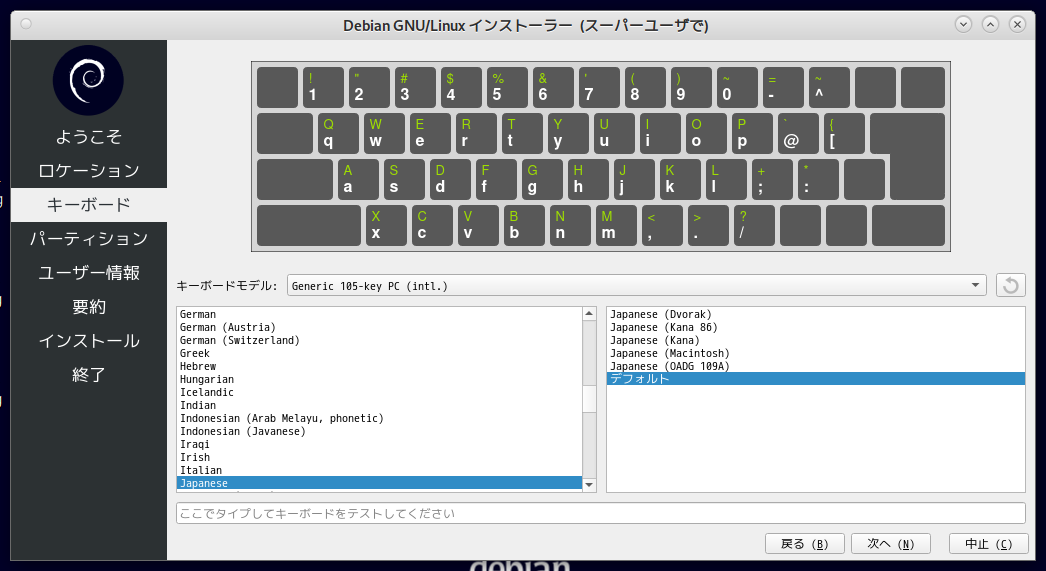 Debian GNU/Linux インストーラー (スーパーユーザで)
ようこそ
ロケーション
キーボード
パーティション
ユーザー情報
要約
インストール
終了
! " # $ % & ' ( ) ~ = ~
1 2 3 4 5 6 7 8 9 0 - ^
Q W E R T Y U I O P ` {
q w e r t y u i o p @ [
A S D F G H J K L + *
a s d f g h j k l ; :
X C V B N M < > ?
x c v b n m , . /
キーボードモデル: Generic 105-key PC (intl.)
German
German (Austria)
German (Switzerland)
Greek
Hebrew
Hungarian
Icelandic
Indian
Indonesian (Arab Melayu, phonetic)
Indonesian (Javanese)
Iraqi
Irish
Italian
Japanese
Japanese (Dvorak)
Japanese (Kana 86)
Japanese (Kana)
Japanese (Macintosh)
Japanese (OADG 109A)
デフォルト
ここでタイプしてキーボードをテストしてください
戻る (B) 次へ (N) 中止 (C)
debian